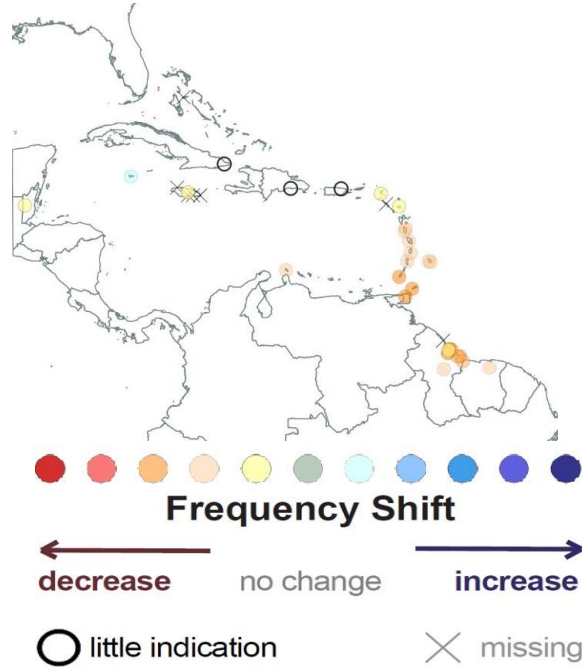 Frequency Shift
decrease no change increase
little indication missing